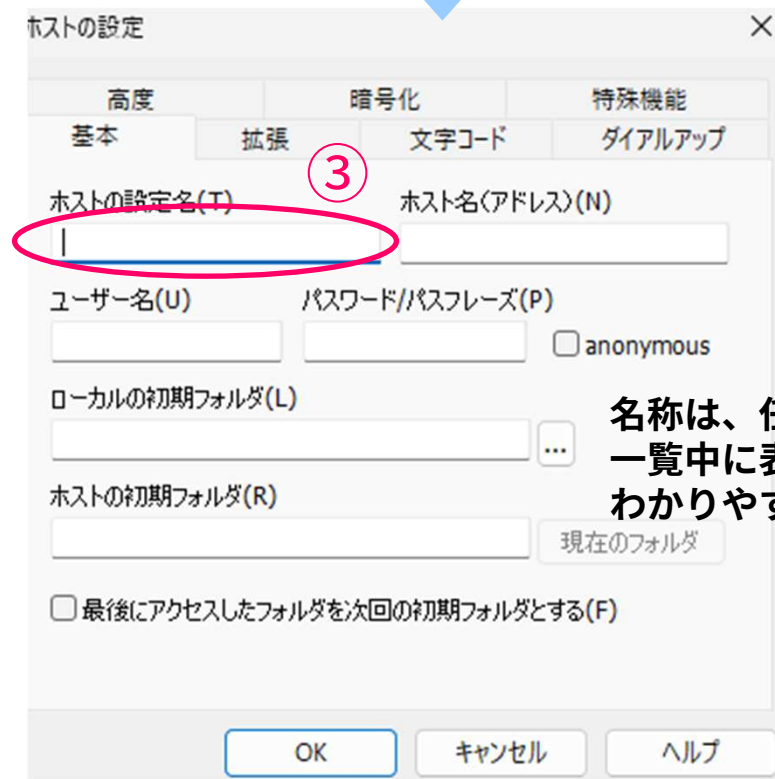 ホストの設定
高度 暗号化 特殊機能
基本 拡張 文字コード ダイアルアップ
③
ホストの設定名(T) ホスト名(アドレス)(N)
ユーザー名(U) パスワード/パスフレーズ(P)
anonymous
ローカルの初期フォルダ(L)
名称は、
...
一覧中に
ホストの初期フォルダ(R)
わかりや
現在のフォルダ
最後にアクセスしたフォルダを次回の初期フォルダとする(F)
OK キャンセル ヘルプ